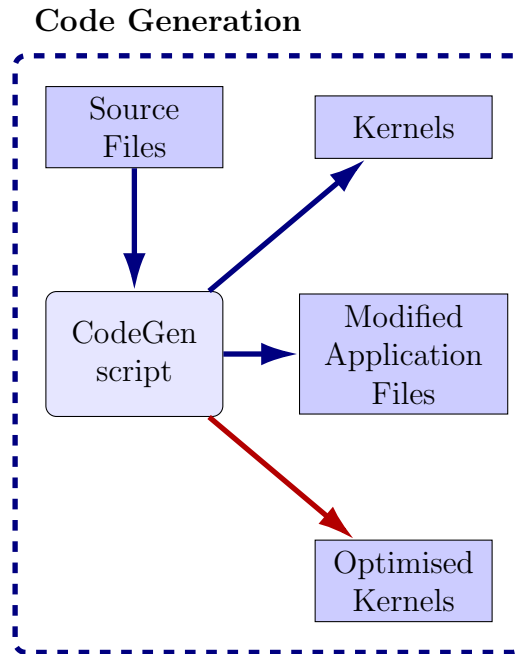 Code Generation
Source
Files
Kernels
CodeGen
script
Modified
Application
Files
Optimised
Kernels